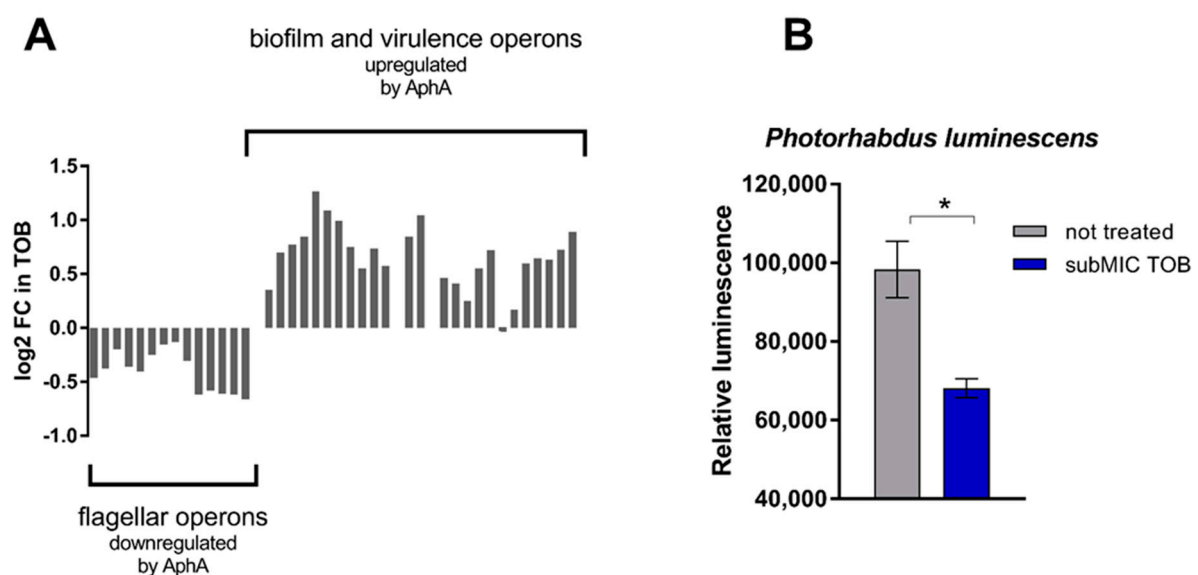 A
biofilm and virulence operons
upregulated
by AphA
log2 FC in TOB
1.5
1.0
0.5
0.0
-0.5
-1.0
flagellar operons
downregulated
by AphA
B
Photorhabdus luminescens
Relative luminescence
120,000
100,000
80,000
60,000
40,000
*
not treated
subMIC TOB